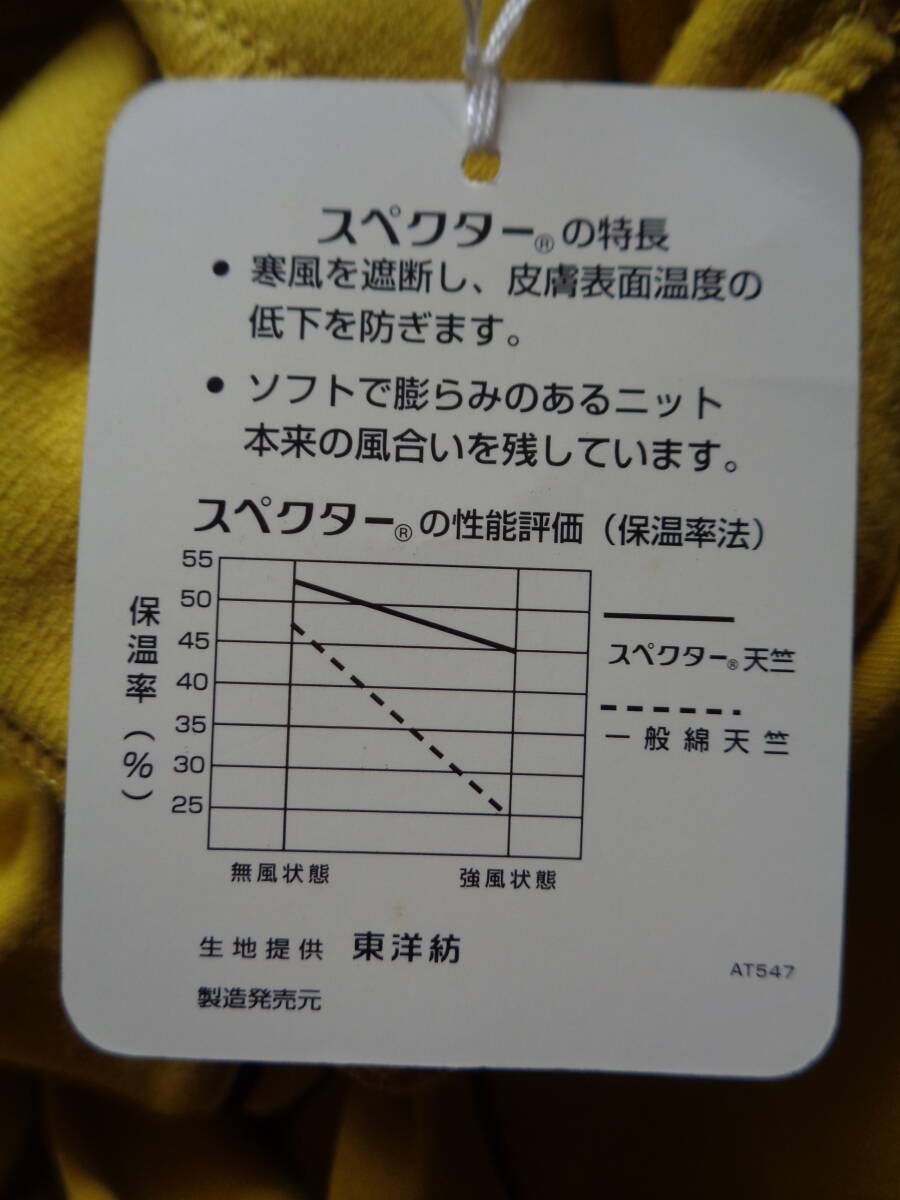 スペクター®の特長
• 寒風を遮断し、皮膚表面温度の
低下を防ぎます。
• ソフトで膨らみのあるニット
本来の風合いを残しています。
スペクター®の性能評価（保温率法）
保温率（％）
55
50
45
40
35
30
25
無風状態
強風状態
スペクター®天竺
一般綿天竺
生地提供 東洋紡
AT547
製造発売元